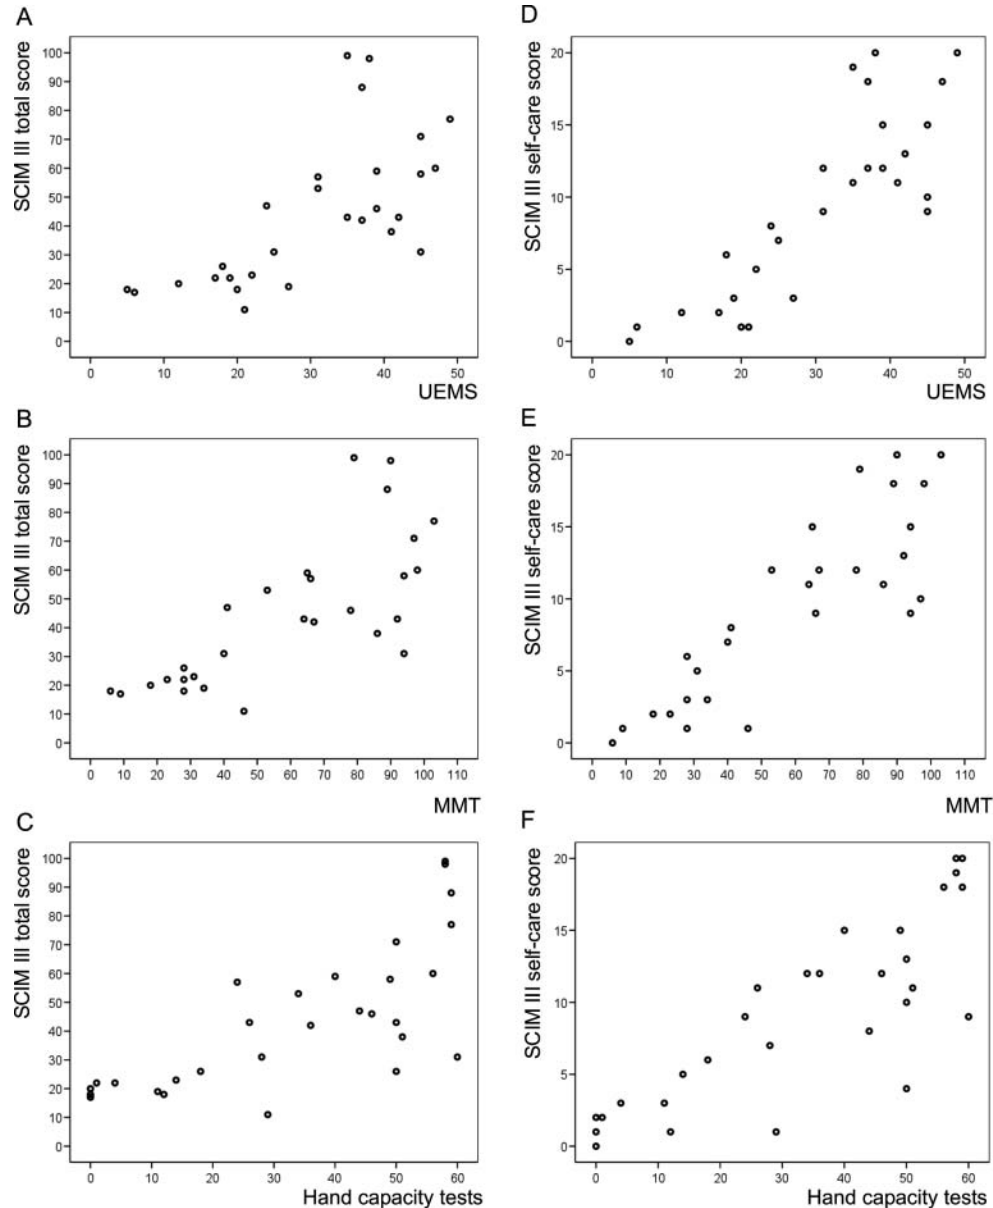 A
SCIM III total score
100
90
80
70
60
50
40
30
20
10
0
0 10 20 30 40 50
UEMS
D
SCIM III self-care score
20
15
10
5
0
0 10 20 30 40 50
UEMS
B
SCIM III total score
100
90
80
70
60
50
40
30
20
10
0
0 10 20 30 40 50 60 70 80 90 100 110
MMT
E
SCIM III self-care score
20
15
10
5
0
0 10 20 30 40 50 60 70 80 90 100 110
MMT
C
SCIM III total score
100
90
80
70
60
50
40
30
20
10
0
0 10 20 30 40 50 60
Hand capacity tests
F
SCIM III self-care score
20
15
10
5
0
0 10 20 30 40 50 60
Hand capacity tests